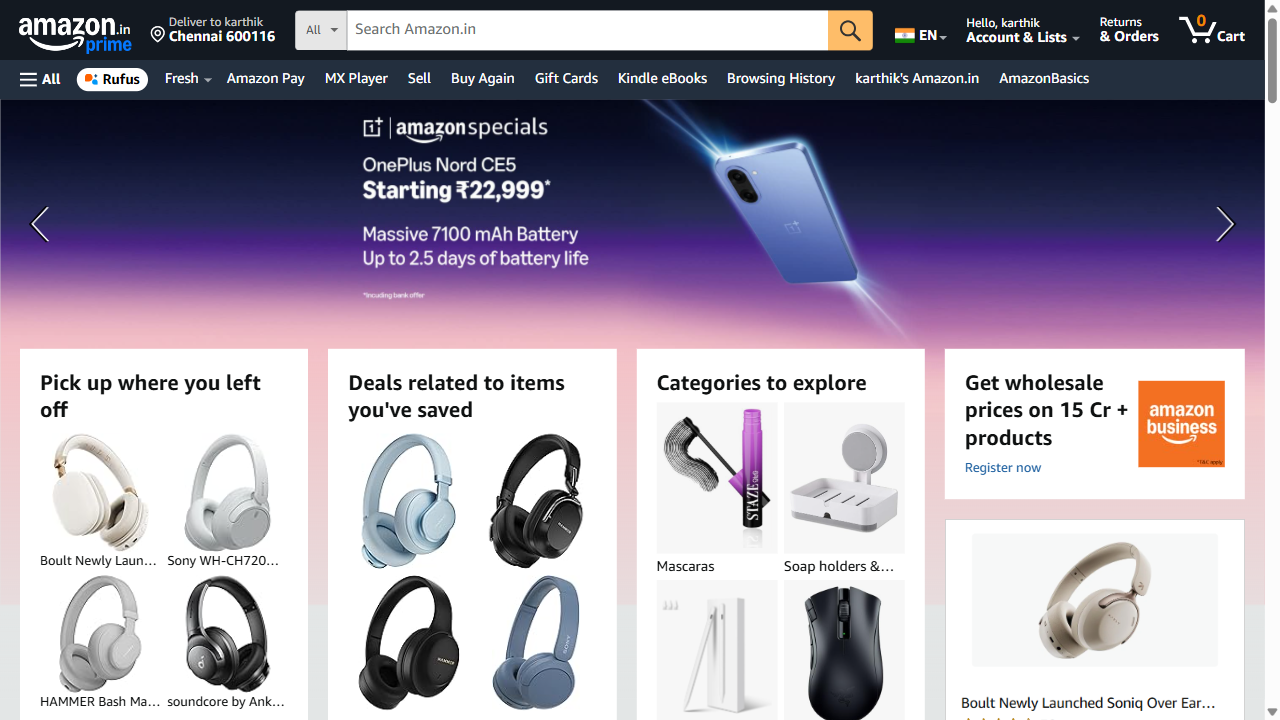 amazon.in
prime
Deliver to karthik
Chennai 600116
All
Search Amazon.in
EN
Hello, karthik
Account & Lists
Returns
& Orders
0
Cart
All
Rufus
Fresh
Amazon Pay
MX Player
Sell
Buy Again
Gift Cards
Kindle eBooks
Browsing History
karthik's Amazon.in
AmazonBasics
amazonspecials
OnePlus Nord CE5
Starting ₹22,999*
Massive 7100 mAh Battery
Up to 2.5 days of battery life
*Incuding bank offer
Pick up where you left
off
Boult Newly Laun…
Sony WH-CH720…
HAMMER Bash Ma…
soundcore by Ank…
Deals related to items
you've saved
HAMMER
HAMMER
SONY
Categories to explore
STAZE
Mascaras
Soap holders &…
Get wholesale
prices on 15 Cr +
products
Register now
amazon
business
*T&C apply
Boult Newly Launched Soniq Over Ear…